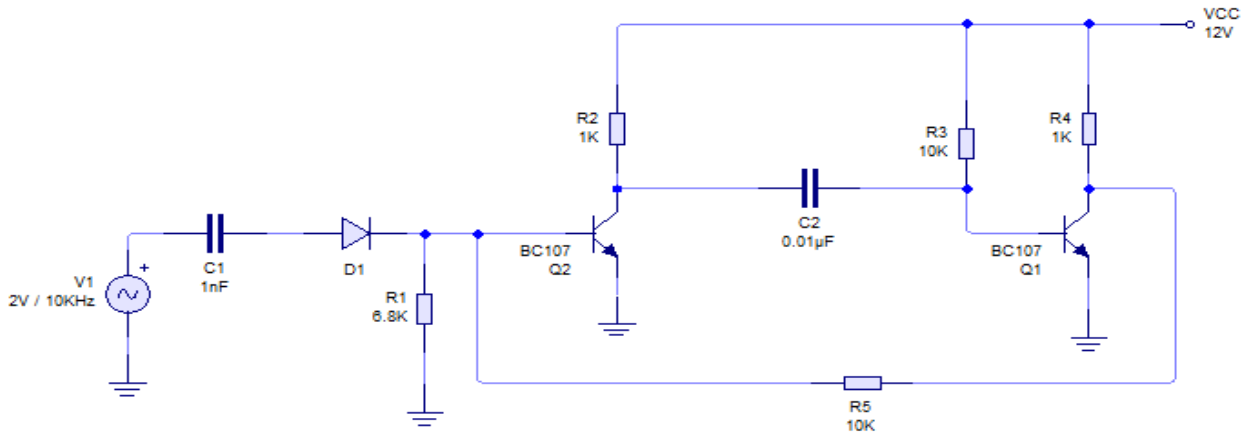 VCC
12V
R2
1K
R3
10K
R4
1K
C2
0.01µF
BC107
Q2
BC107
Q1
C1
1nF
D1
V1
2V / 10KHz
+
R1
6.8K
R5
10K